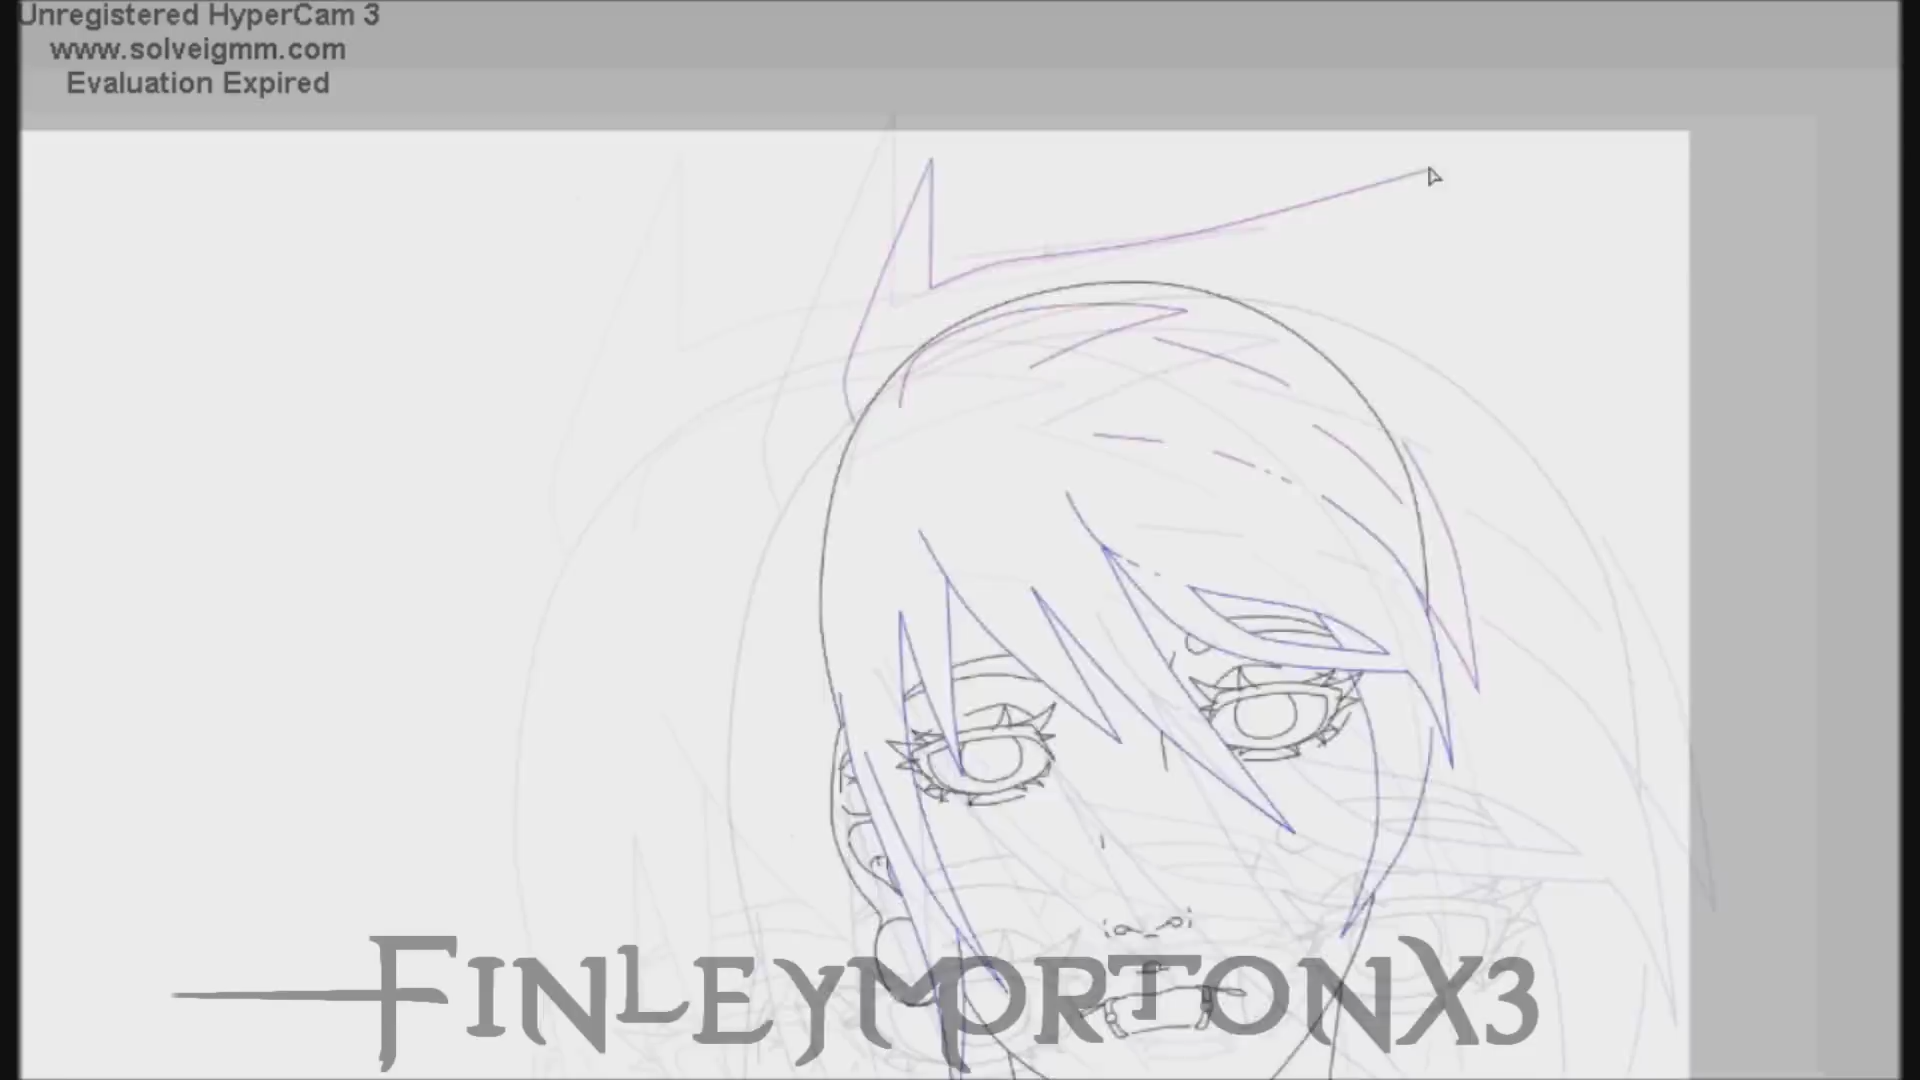 Unregistered HyperCam 3
www.solveigmm.com
Evaluation Expired
FINLEYMORTONX3